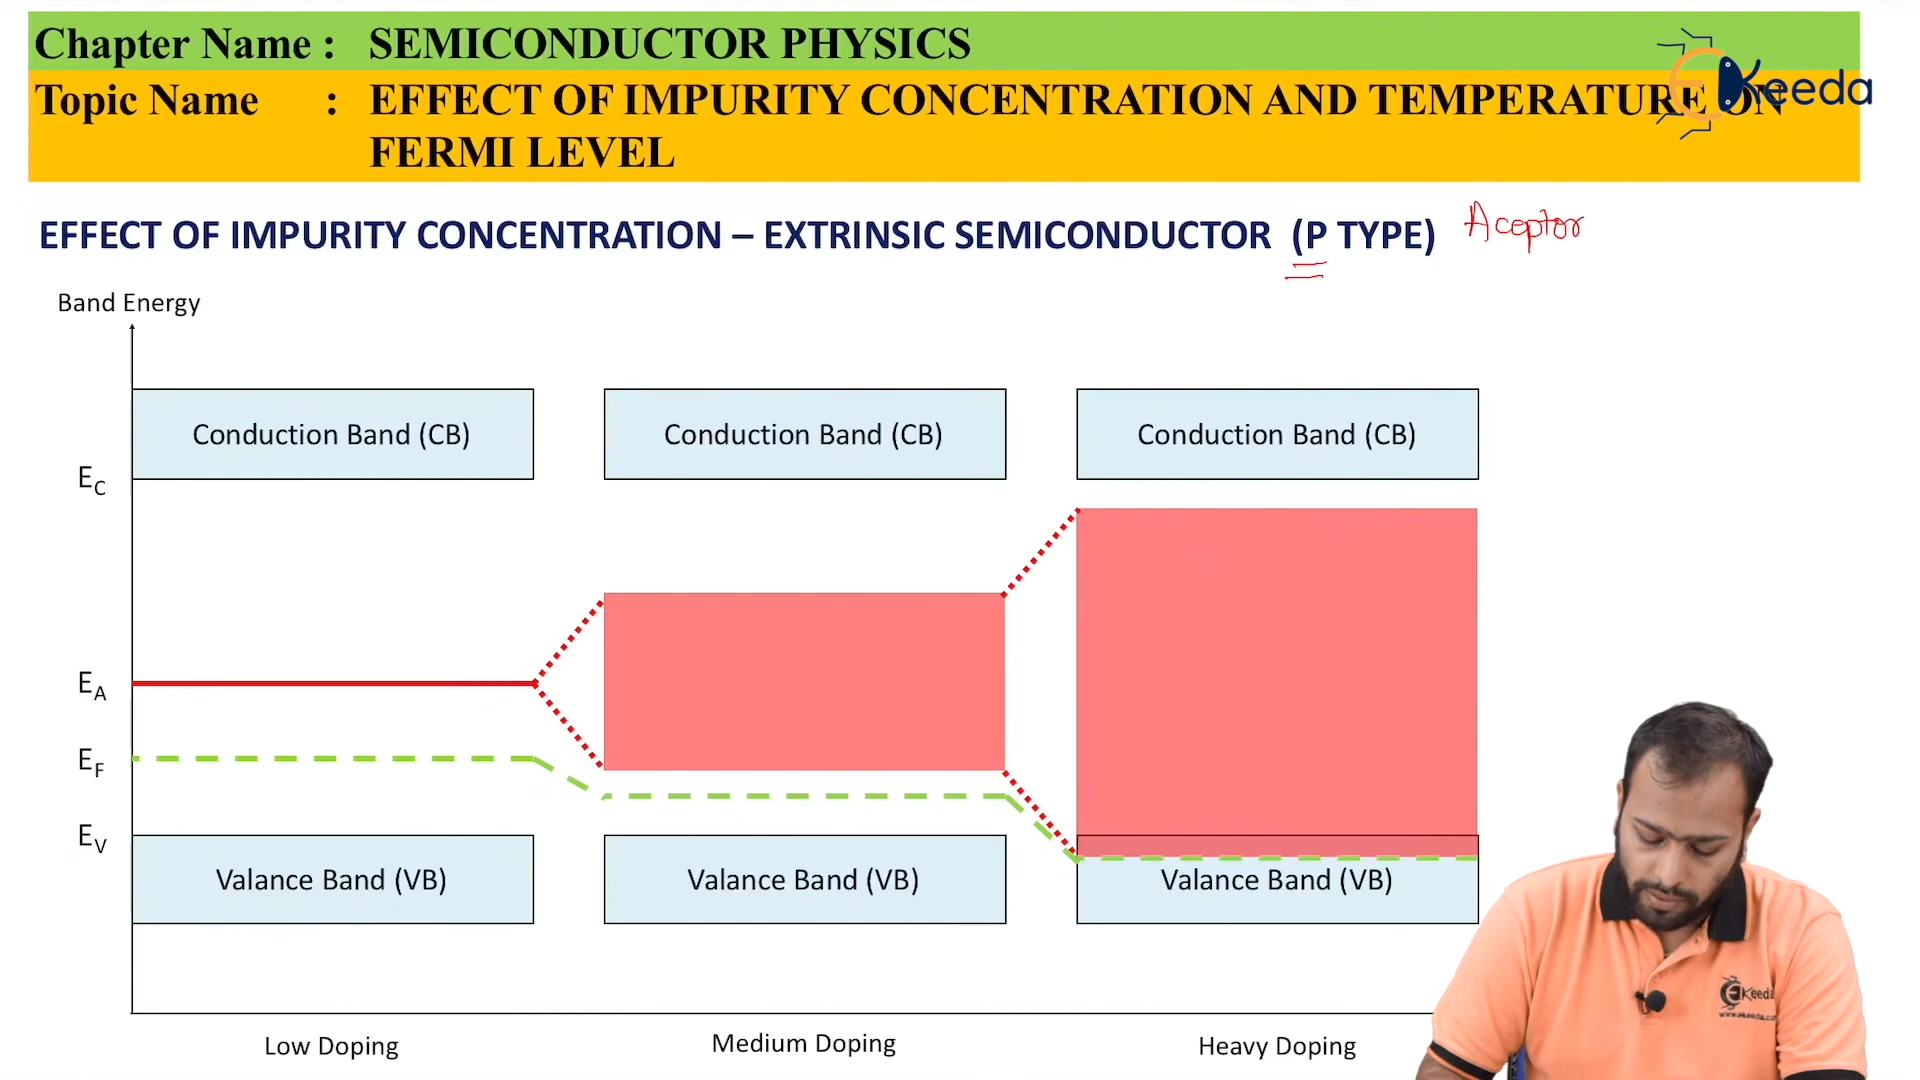 Chapter Name : SEMICONDUCTOR PHYSICS
Topic Name : EFFECT OF IMPURITY CONCENTRATION AND TEMPERATURE ON
FERMI LEVEL
Keeda
EFFECT OF IMPURITY CONCENTRATION – EXTRINSIC SEMICONDUCTOR (P TYPE) Aceptor
Band Energy
Conduction Band (CB) Conduction Band (CB) Conduction Band (CB)
EC
EA
EF
EV
Valance Band (VB) Valance Band (VB) Valance Band (VB)
Keeda
Low Doping Medium Doping Heavy Doping